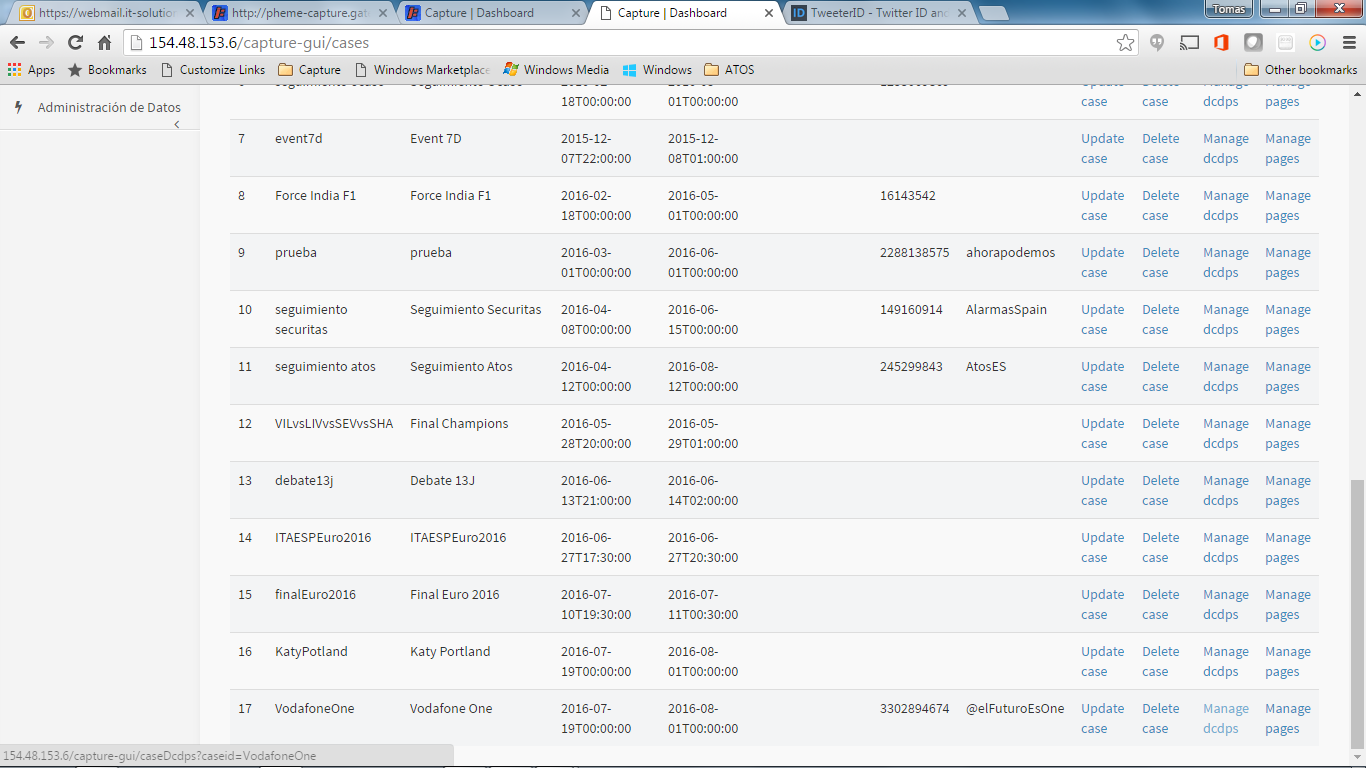 https://webmail.it-solution
http://pheme-capture.gate
Capture | Dashboard
Capture | Dashboard
TweeterID - Twitter ID and
Tomas
154.48.153.6/capture-gui/cases
Apps Bookmarks Customize Links Capture Windows Marketplace Windows Media Windows ATOS Other bookmarks
Administración de Datos
18T00:00:00 01T00:00:00 case case dcdps pages
7 event7d Event 7D 2015-12- 2015-12- Update Delete Manage Manage
07T22:00:00 08T01:00:00 case case dcdps pages
8 Force India F1 Force India F1 2016-02- 2016-05- 16143542 Update Delete Manage Manage
18T00:00:00 01T00:00:00 case case dcdps pages
9 prueba prueba 2016-03- 2016-06- 2288138575 ahorapodemos Update Delete Manage Manage
01T00:00:00 01T00:00:00 case case dcdps pages
10 seguimiento Seguimiento Securitas 2016-04- 2016-06- 149160914 AlarmasSpain Update Delete Manage Manage
securitas 08T00:00:00 15T00:00:00 case case dcdps pages
11 seguimiento atos Seguimiento Atos 2016-04- 2016-08- 245299843 AtosES Update Delete Manage Manage
12T00:00:00 12T00:00:00 case case dcdps pages
12 VILvsLIVvsSEVvsSHA Final Champions 2016-05- 2016-05- Update Delete Manage Manage
28T20:00:00 29T01:00:00 case case dcdps pages
13 debate13j Debate 13J 2016-06- 2016-06- Update Delete Manage Manage
13T21:00:00 14T02:00:00 case case dcdps pages
14 ITAESPEuro2016 ITAESPEuro2016 2016-06- 2016-06- Update Delete Manage Manage
27T17:30:00 27T20:30:00 case case dcdps pages
15 finalEuro2016 Final Euro 2016 2016-07- 2016-07- Update Delete Manage Manage
10T19:30:00 11T00:30:00 case case dcdps pages
16 KatyPotland Katy Portland 2016-07- 2016-08- Update Delete Manage Manage
19T00:00:00 01T00:00:00 case case dcdps pages
17 VodafoneOne Vodafone One 2016-07- 2016-08- 3302894674 @elFuturoEsOne Update Delete Manage Manage
19T00:00:00 01T00:00:00 case case dcdps pages
154.48.153.6/capture-gui/caseDcdps?caseid=VodafoneOne